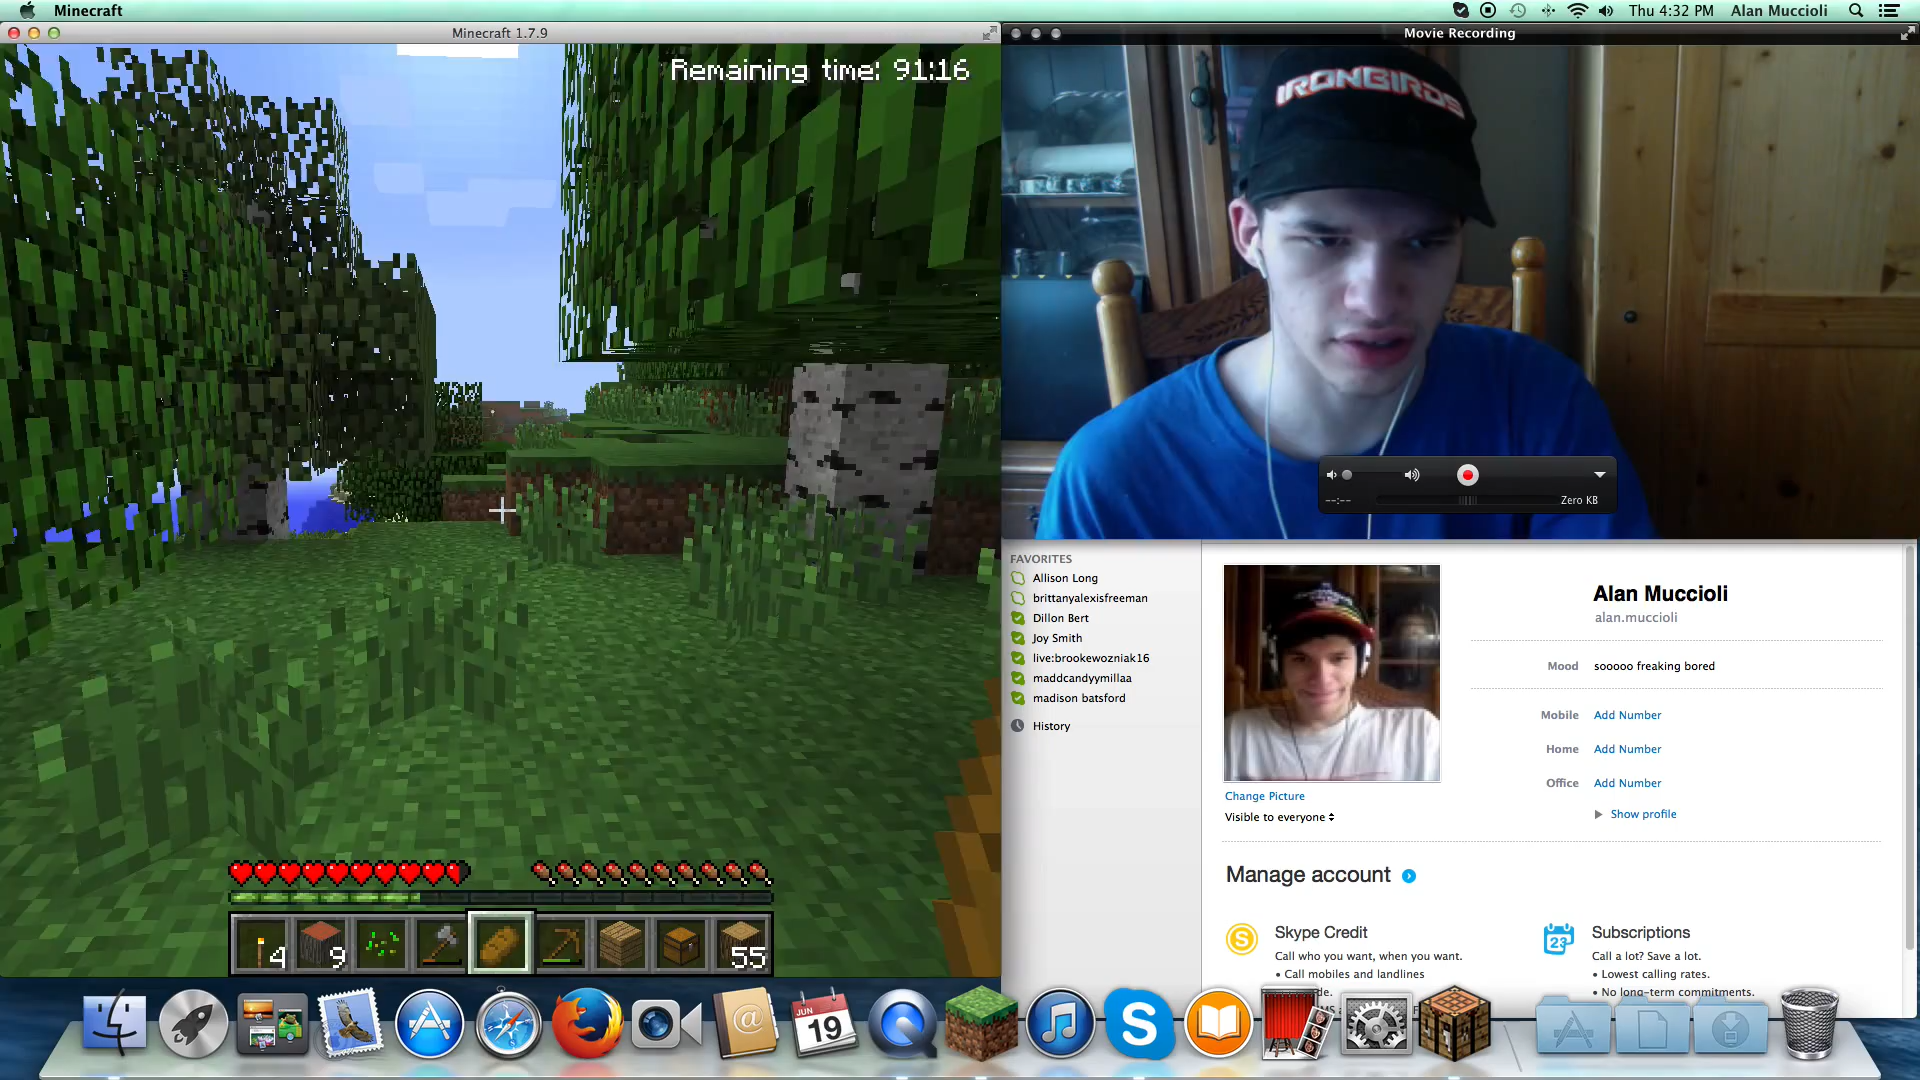 Minecraft
Thu 4:32 PM Alan Muccioli
Minecraft 1.7.9
Movie Recording
Remaining time: 91:16
IRONBIRDS
--:--
Zero KB
FAVORITES
Allison Long
brittanyalexisfreeman
Dillon Bert
Joy Smith
live:brookewozniak16
maddcandyymillaa
madison batsford
History
Alan Muccioli
alan.muccioli
Mood sooooo freaking bored
Mobile Add Number
Home Add Number
Office Add Number
Show profile
Change Picture
Visible to everyone
Manage account
Skype Credit
Call who you want, when you want.
• Call mobiles and landlines
Subscriptions
Call a lot? Save a lot.
• Lowest calling rates.
• No long-term commitments.
23
4 9 55
JUN
19